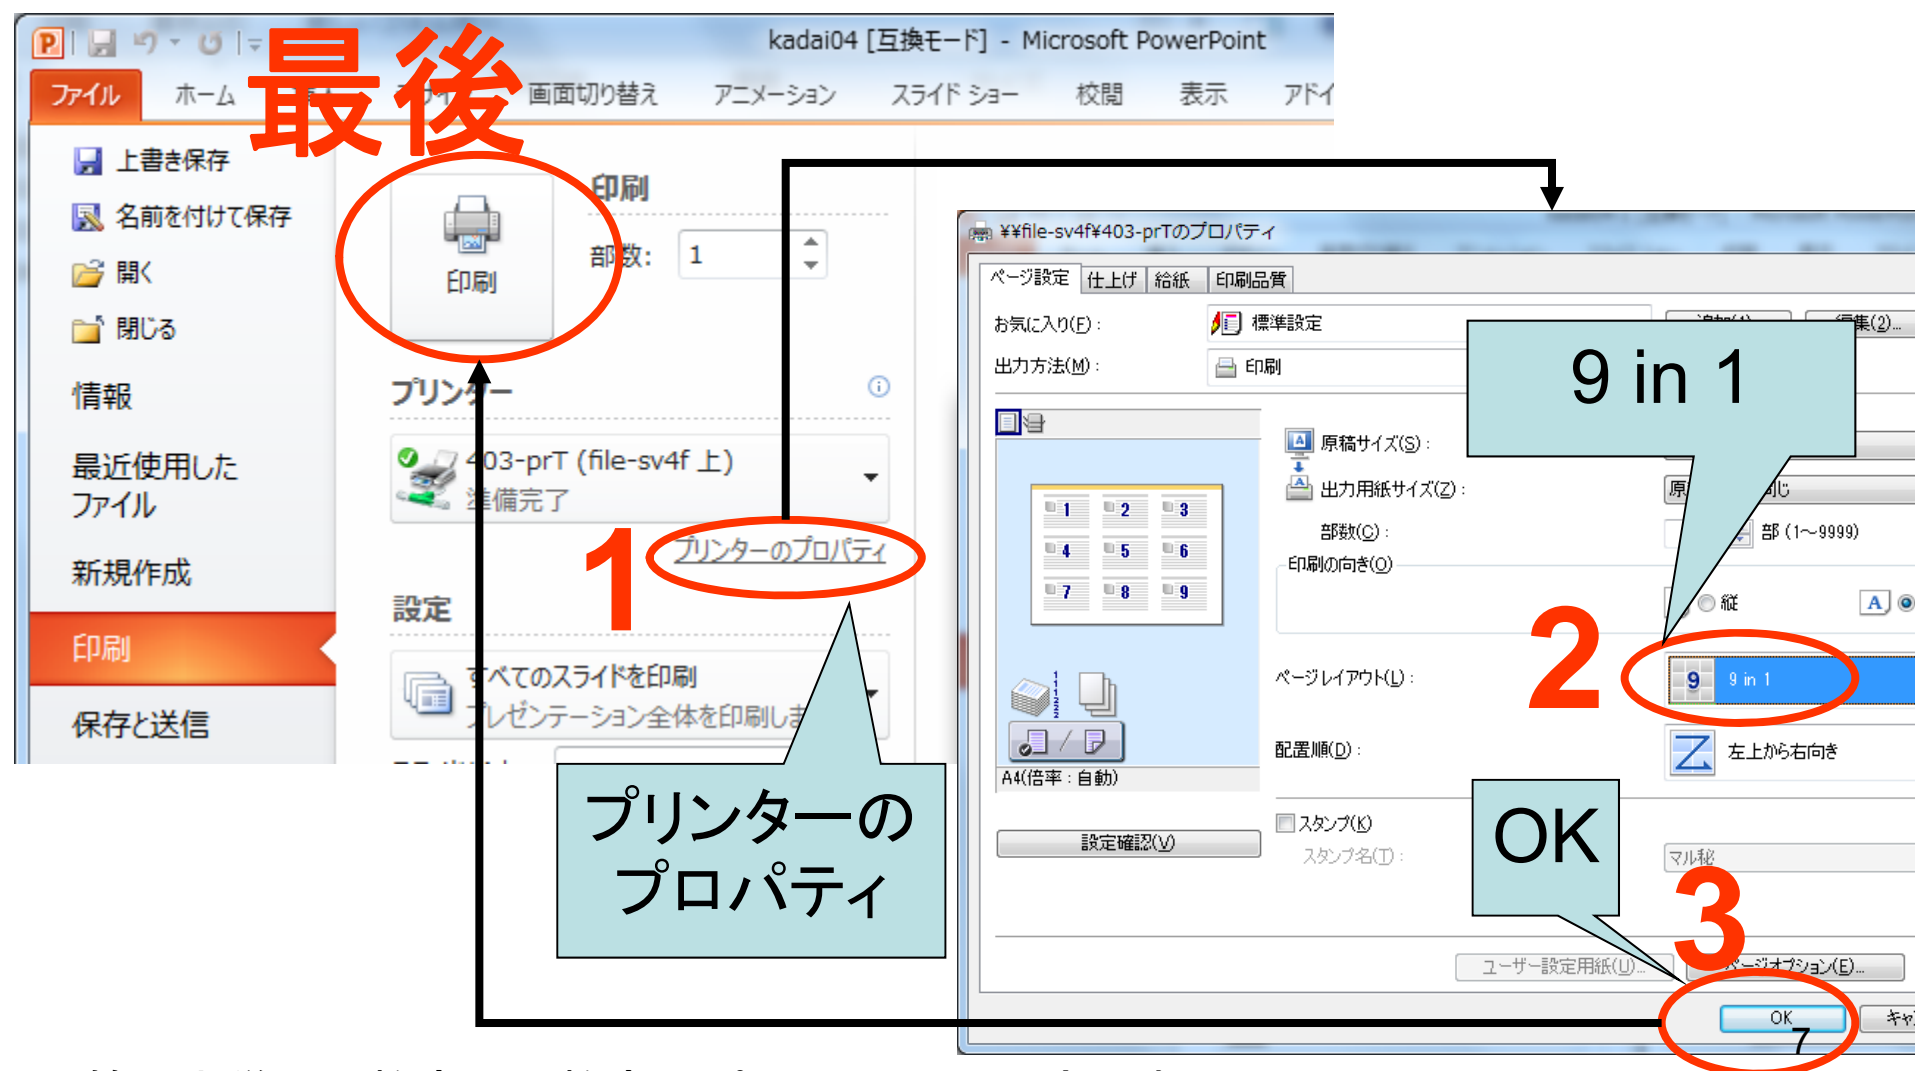 kadai04 [互換モード] - Microsoft PowerPoint
最後
ファイル ホーム 画面切り替え アニメーション スライド ショー 校閲 表示 アドイ
上書き保存
名前を付けて保存
開く
閉じる
情報
最近使用した
ファイル
新規作成
印刷
保存と送信
印刷
印刷
部数: 1
プリンター
403-prT (file-sv4f 上)
準備完了
1
プリンターのプロパティ
設定
すべてのスライドを印刷
プレゼンテーション全体を印刷しま
プリンターの
プロパティ
¥¥file-sv4f¥403-prTのプロパティ
ページ設定 仕上げ 給紙 印刷品質
お気に入り(F) : 標準設定 追加(1)... 編集(2)...
出力方法(M) : 印刷
9 in 1
原稿サイズ(S) :
出力用紙サイズ(Z) :
部数(C) : 部 (1～9999)
印刷の向き(O)
縦
A
1 2 3
4 5 6
7 8 9
2
ページレイアウト(L) : 9 9 in 1
配置順(D) : 左上から右向き
A4(倍率 : 自動)
設定確認(V)
スタンプ(K)
スタンプ名(T) : マル秘
OK
3
ユーザー設定用紙(U)... ページオプション(E)...
OK キャ
7